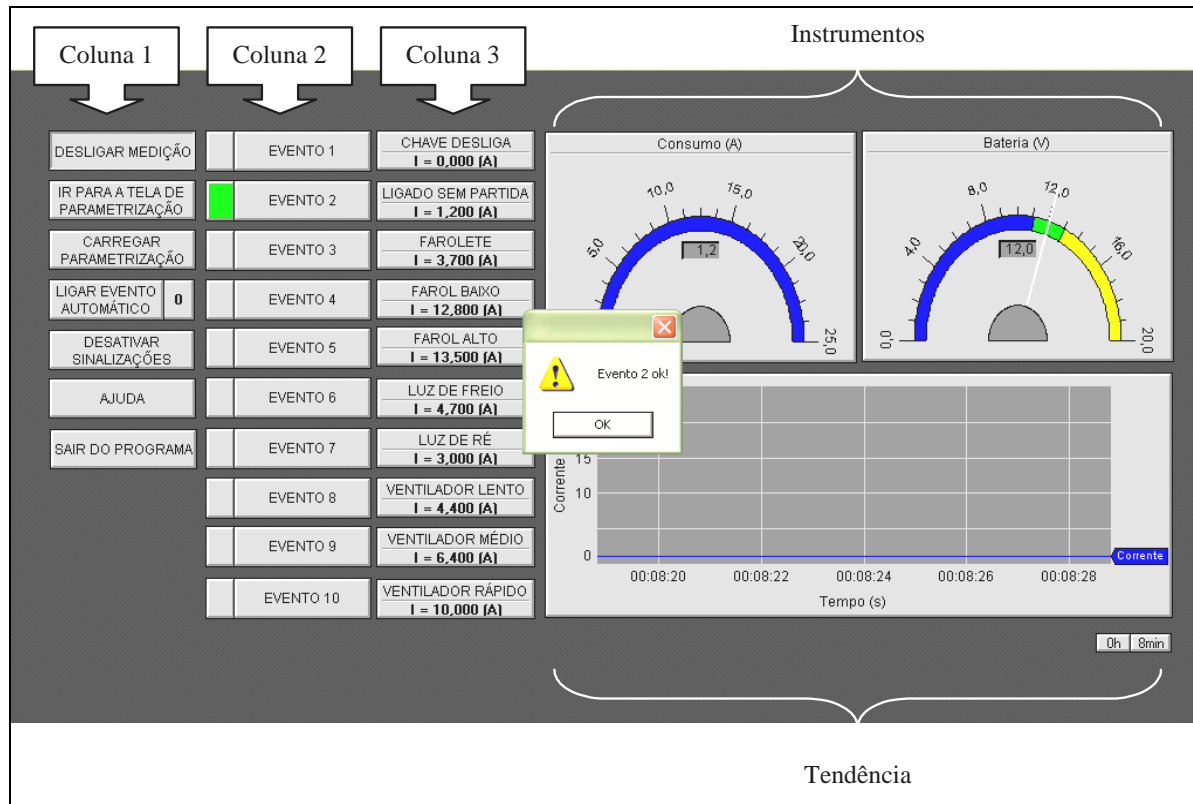 Coluna 1
Coluna 2
Coluna 3
Instrumentos
DESLIGAR MEDIÇÃO
IR PARA A TELA DE
PARAMETRIZAÇÃO
CARREGAR
PARAMETRIZAÇÃO
LIGAR EVENTO
AUTOMÁTICO
0
DESATIVAR
SINALIZAÇÕES
AJUDA
SAIR DO PROGRAMA
EVENTO 1
EVENTO 2
EVENTO 3
EVENTO 4
EVENTO 5
EVENTO 6
EVENTO 7
EVENTO 8
EVENTO 9
EVENTO 10
CHAVE DESLIGA
I = 0,000 (A)
LIGADO SEM PARTIDA
I = 1,200 (A)
FAROLETE
I = 3,700 (A)
FAROL BAIXO
I = 12,800 (A)
FAROL ALTO
I = 13,500 (A)
LUZ DE FREIO
I = 4,700 (A)
LUZ DE RÉ
I = 3,000 (A)
VENTILADOR LENTO
I = 4,400 (A)
VENTILADOR MÉDIO
I = 6,400 (A)
VENTILADOR RÁPIDO
I = 10,000 (A)
Consumo (A)
5,0
10,0
15,0
20,0
25,0
1,2
Bateria (V)
0,0
4,0
8,0
12,0
16,0
20,0
12,0
Evento 2 ok!
OK
Corrente
15
10
0
Corrente
00:08:20
00:08:22
00:08:24
00:08:26
00:08:28
Tempo (s)
0h
8min
Tendência